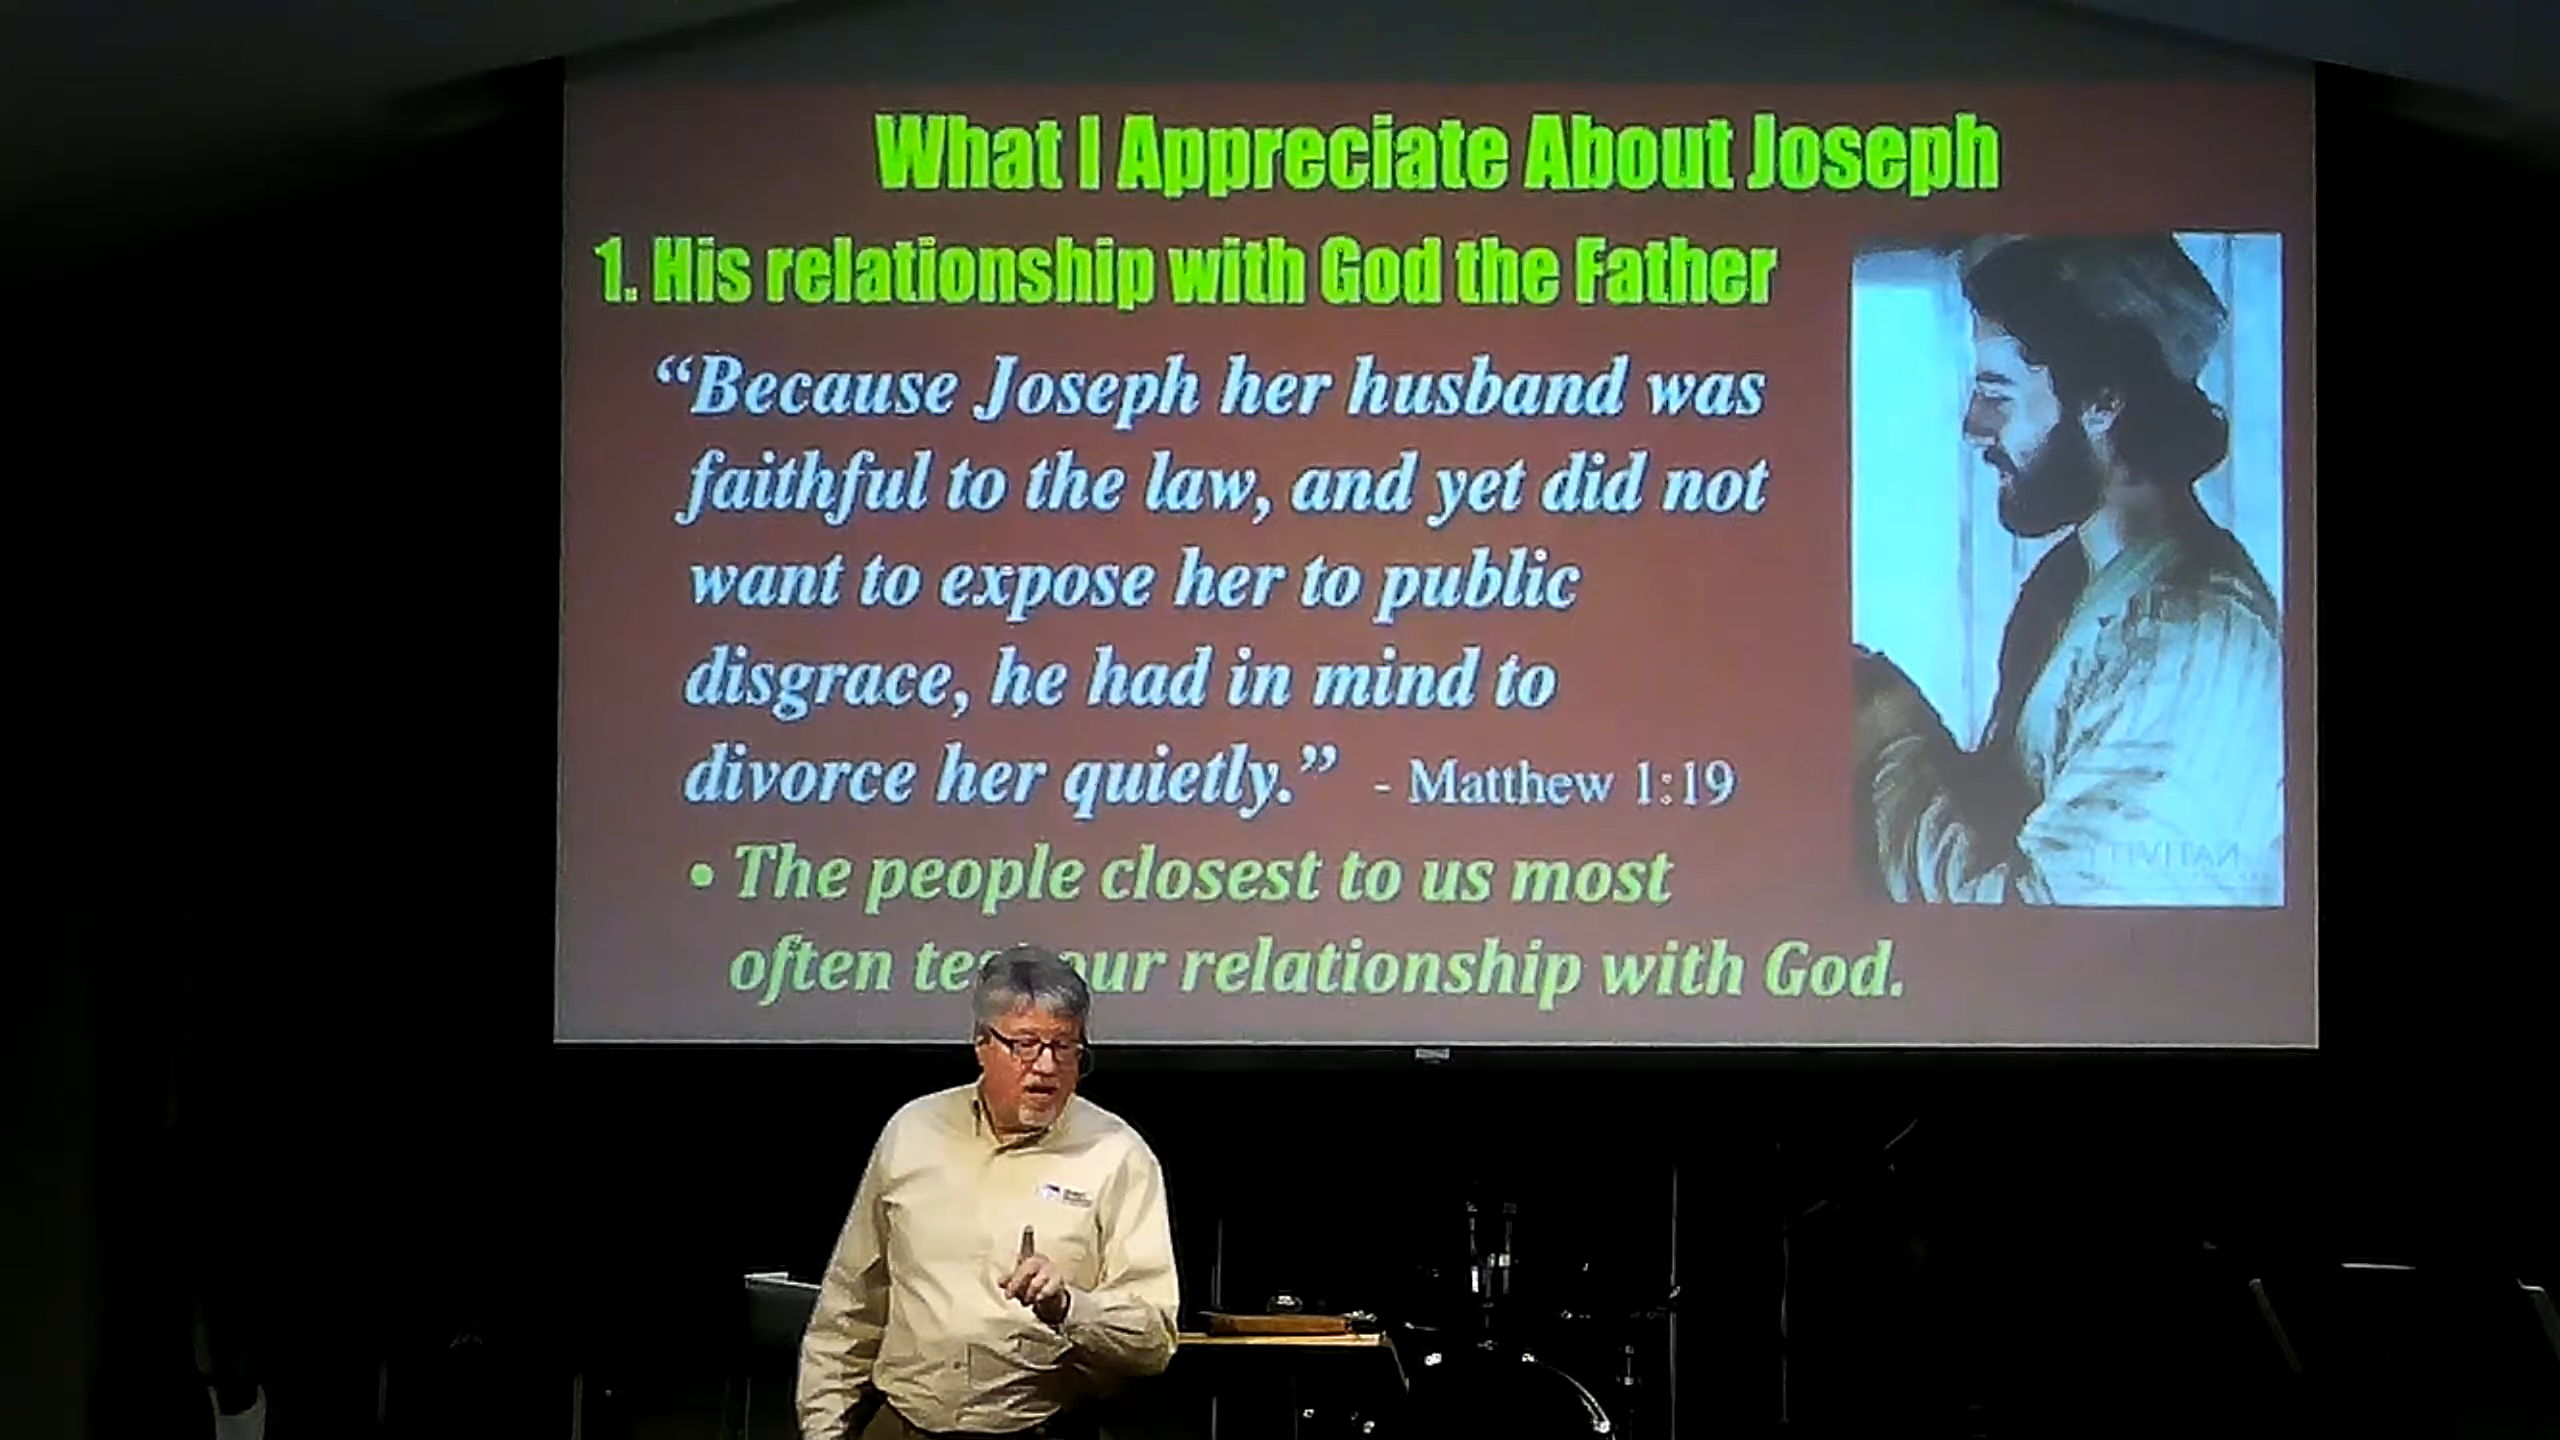 What I Appreciate About Joseph
1. His relationship with God the Father
“Because Joseph her husband was
faithful to the law, and yet did not
want to expose her to public
disgrace, he had in mind to
divorce her quietly.” - Matthew 1:19
• The people closest to us most
often our relationship with God.